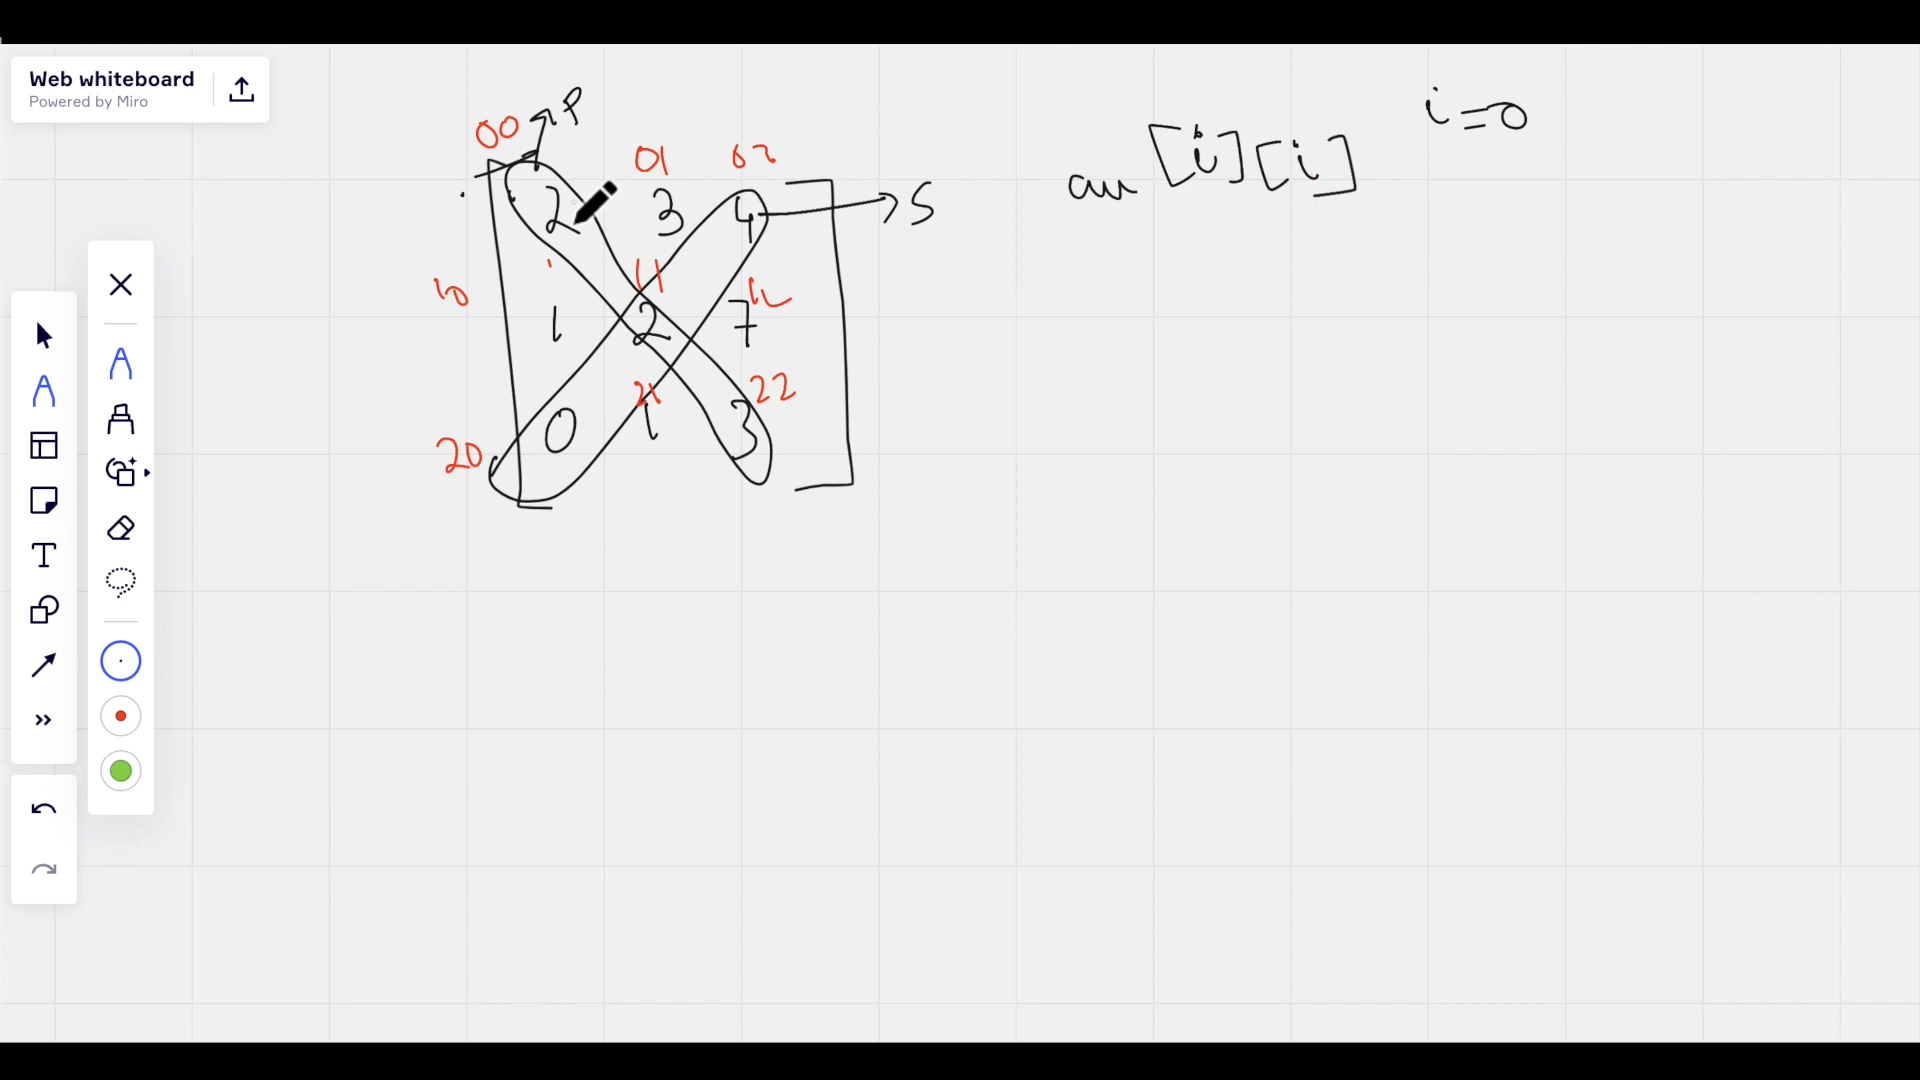 Web whiteboard
Powered by Miro
P
i=0
00 01 02
arr [i][i]
2 3 4 S
10 11 12
1 2 7
21 22
0 1 3
20